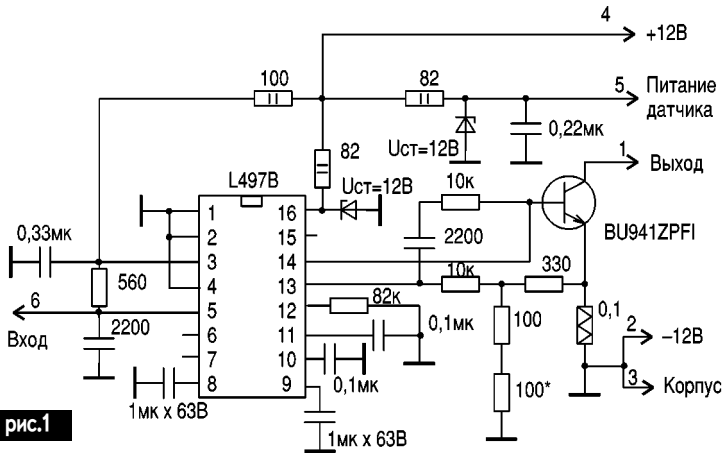 4
+12В
100
82
5
Питание
датчика
Uст=12В
0,22мк
82
1
Выход
L497В
Uст=12В
10к
BU941ZPFI
0,33мк
1
16
2
15
2200
3
14
10к
330
560
4
13
6
82к
0,1
5
12
Вход
2200
6
11
0,1мк
100
2
–12В
7
10
8
9
0,1мк
100*
3
Корпус
1мк х 63В
1мк х 63В
рис.1